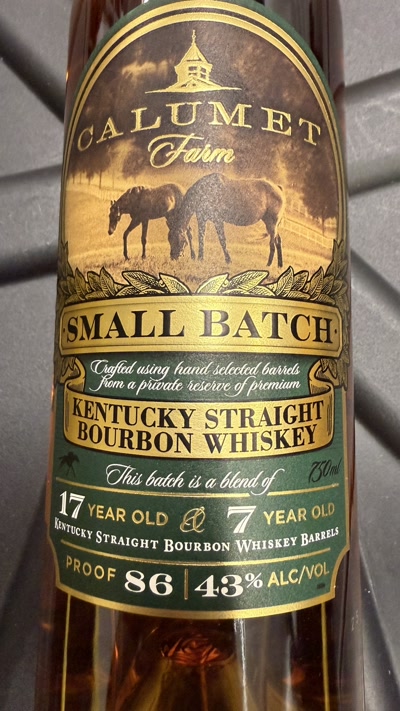 CALUMET
Farm
SMALL BATCH
Crafted using hand selected barrels
from a private reserve of premium
KENTUCKY STRAIGHT
BOURBON WHISKEY
This batch is a blend of
750ml
17 YEAR OLD & 7 YEAR OLD
KENTUCKY STRAIGHT BOURBON WHISKEY BARRELS
PROOF 86 | 43% ALC/VOL